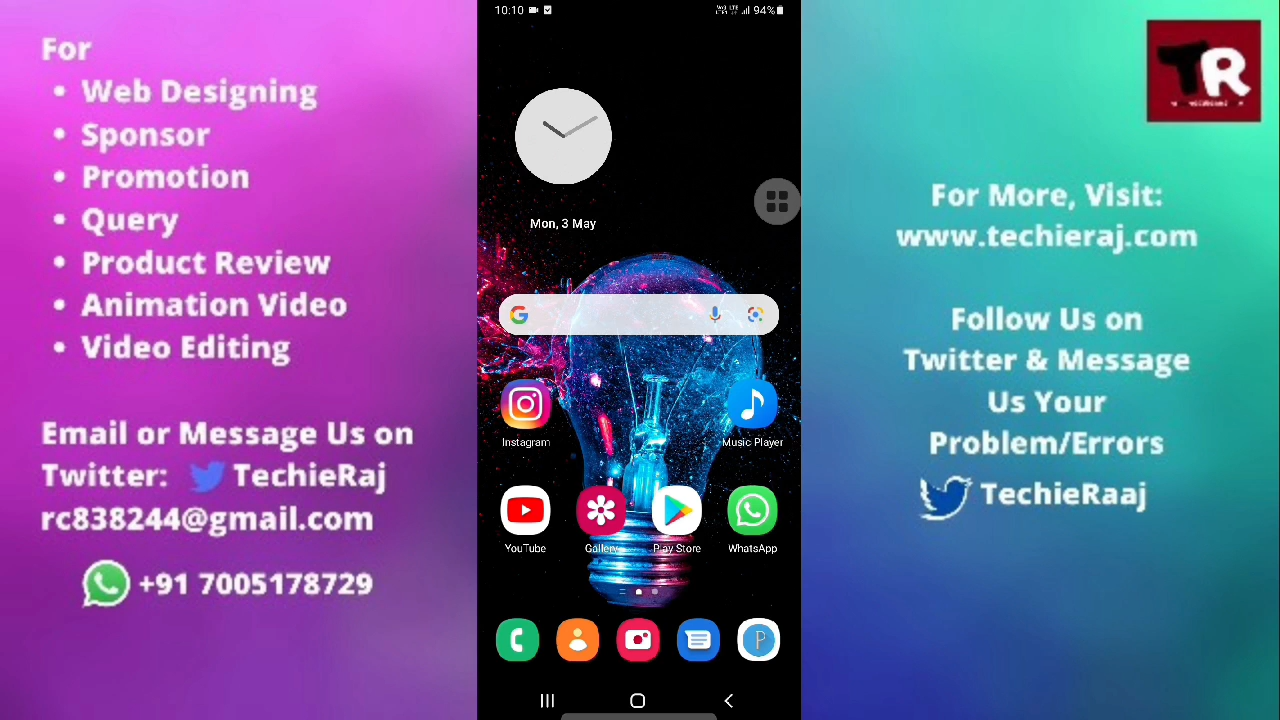 For
• Web Designing
• Sponsor
• Promotion
• Query
• Product Review
• Animation Video
• Video Editing
Email or Message Us on
Twitter: TechieRaj
rc838244@gmail.com
+91 7005178729
10:10
94%
Mon, 3 May
Instagram
Music Player
YouTube
Gallery
Play Store
WhatsApp
TR
For More, Visit:
www.techieraj.com
Follow Us on
Twitter & Message
Us Your
Problem/Errors
TechieRaaj